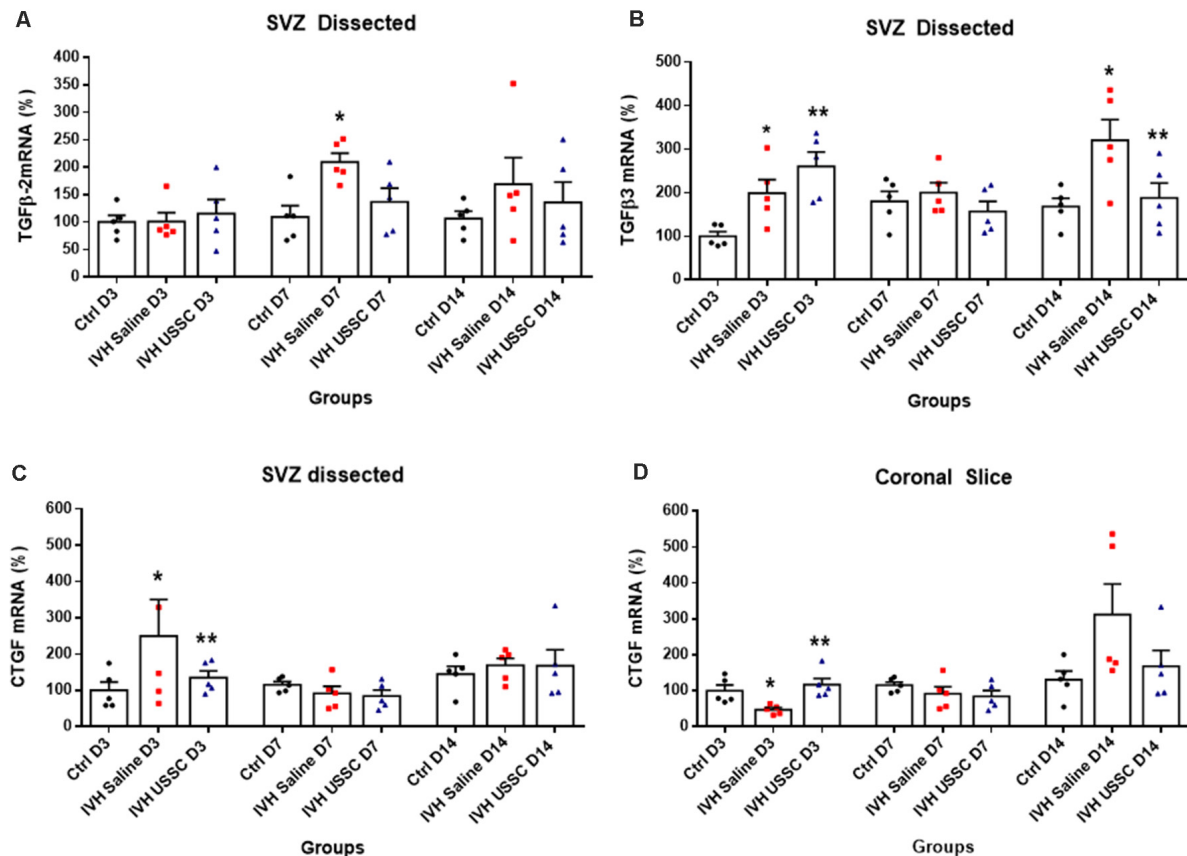 A
SVZ Dissected
400
350
300
250
200
150
100
50
0
TGFβ-2mRNA (%)
*
Ctrl D3
IVH Saline D3
IVH USSC D3
Ctrl D7
IVH Saline D7
IVH USSC D7
Ctrl D14
IVH Saline D14
IVH USSC D14
Groups
B
SVZ Dissected
500
400
300
200
100
0
TGFβ3 mRNA (%)
*
**
*
**
Ctrl D3
IVH Saline D3
IVH USSC D3
Ctrl D7
IVH Saline D7
IVH USSC D7
Ctrl D14
IVH Saline D14
IVH USSC D14
Groups
C
SVZ dissected
600
500
400
300
200
100
0
CTGF mRNA (%)
*
**
Ctrl D3
IVH Saline D3
IVH USSC D3
Ctrl D7
IVH Saline D7
IVH USSC D7
Ctrl D14
IVH Saline D14
IVH USSC D14
Groups
D
Coronal Slice
600
500
400
300
200
100
0
CTGF mRNA (%)
*
**
Ctrl D3
IVH Saline D3
IVH USSC D3
Ctrl D7
IVH Saline D7
IVH USSC D7
Ctrl D14
IVH Saline D14
IVH USSC D14
Groups